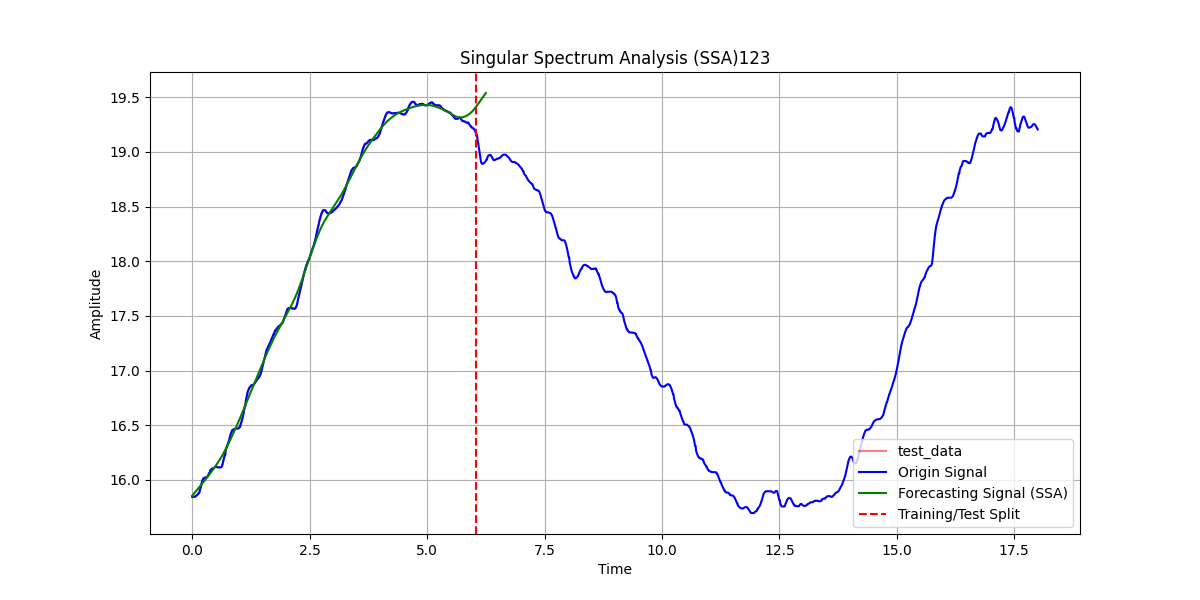 Singular Spectrum Analysis (SSA)123
Amplitude
19.5
19.0
18.5
18.0
17.5
17.0
16.5
16.0
0.0 2.5 5.0 7.5 10.0 12.5 15.0 17.5
Time
test_data
Origin Signal
Forecasting Signal (SSA)
Training/Test Split